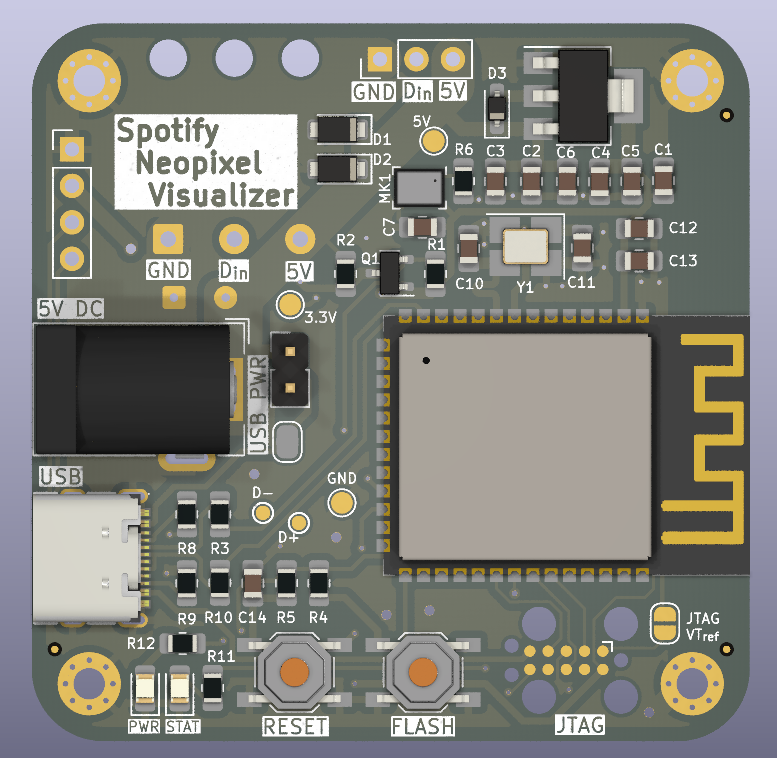 D3
GND Din 5V
Spotify
Neopixel
Visualizer
D1
D2
5V
R6 C3 C2 C6 C4 C5 C1
MK1
C7
R2
Q1
R1
C10
Y1
C11
C12
C13
GND
Din
5V
3.3V
5V DC
USB PWR
USB
GND
D-
D+
R8 R3
R9 R10 C14 R5 R4
R12
R11
PWR STAT
RESET
FLASH
JTAG
JTAG
VTref